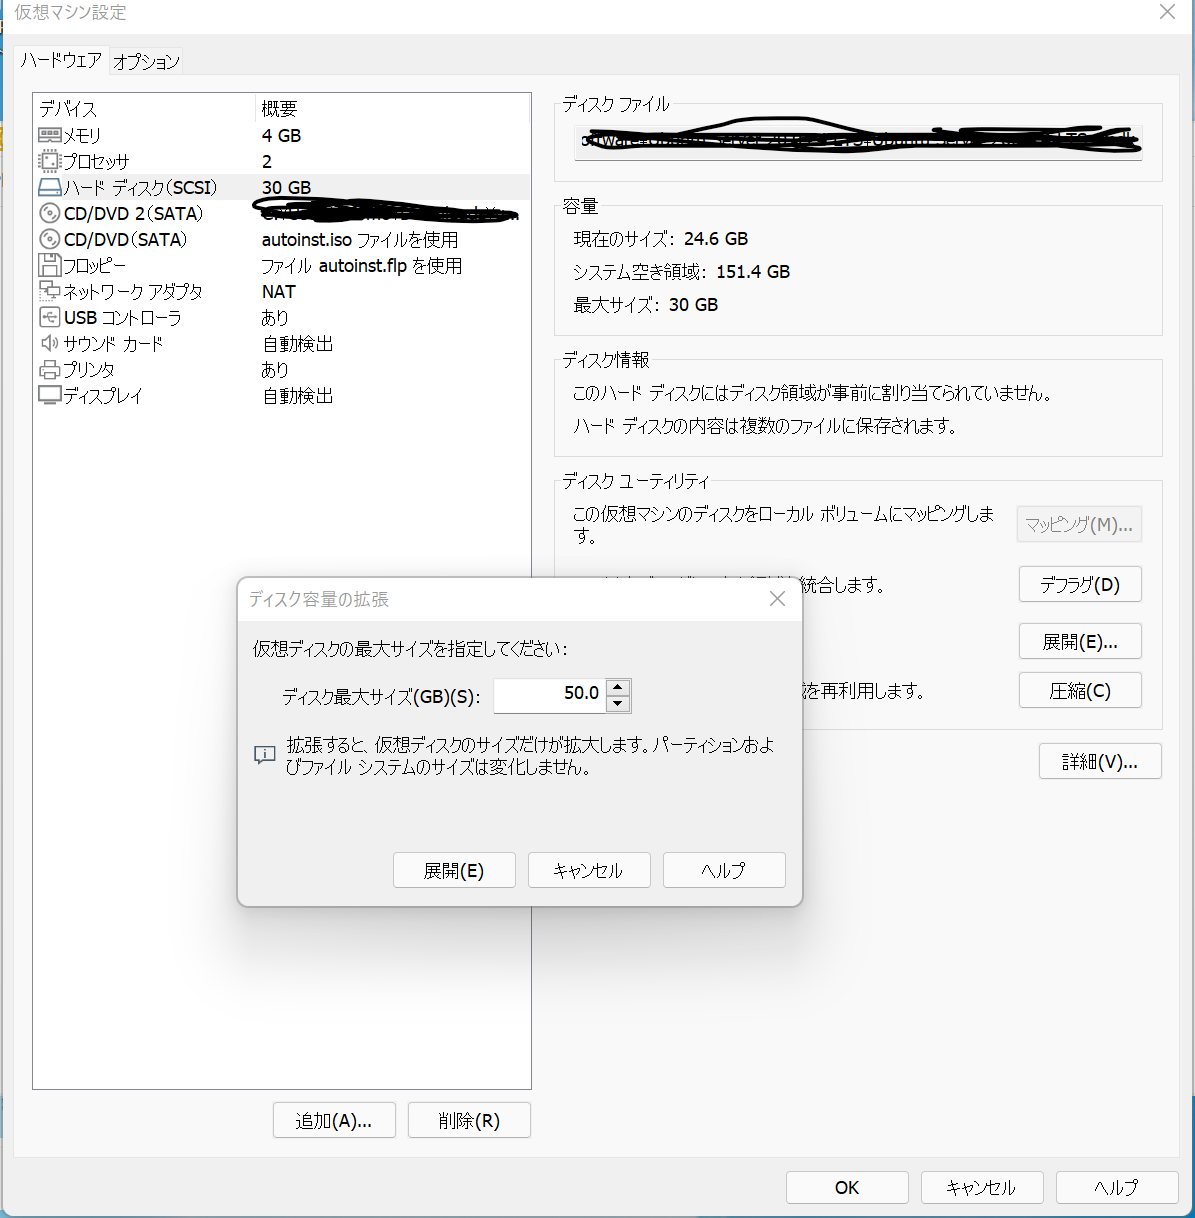 仮想マシン設定
ハードウェア オプション
デバイス 概要
メモリ 4 GB
プロセッサ 2
ハード ディスク(SCSI) 30 GB
CD/DVD 2(SATA)
CD/DVD(SATA) autoinst.iso ファイルを使用
フロッピー ファイル autoinst.flp を使用
ネットワーク アダプタ NAT
USB コントローラ あり
サウンド カード 自動検出
プリンタ あり
ディスプレイ 自動検出
追加(A)... 削除(R)
ディスク ファイル
容量
現在のサイズ: 24.6 GB
システム空き領域: 151.4 GB
最大サイズ: 30 GB
ディスク情報
このハード ディスクにはディスク領域が事前に割り当てられていません。
ハード ディスクの内容は複数のファイルに保存されます。
ディスク ユーティリティ
この仮想マシンのディスクをローカル ボリュームにマッピングしま
す。
マッピング(M)...
統合します。
デフラグ(D)
展開(E)...
を再利用します。
圧縮(C)
詳細(V)...
ディスク容量の拡張
仮想ディスクの最大サイズを指定してください:
ディスク最大サイズ(GB)(S): 50.0
拡張すると、仮想ディスクのサイズだけが拡大します。パーティションおよ
びファイル システムのサイズは変化しません。
展開(E) キャンセル ヘルプ
OK キャンセル ヘルプ